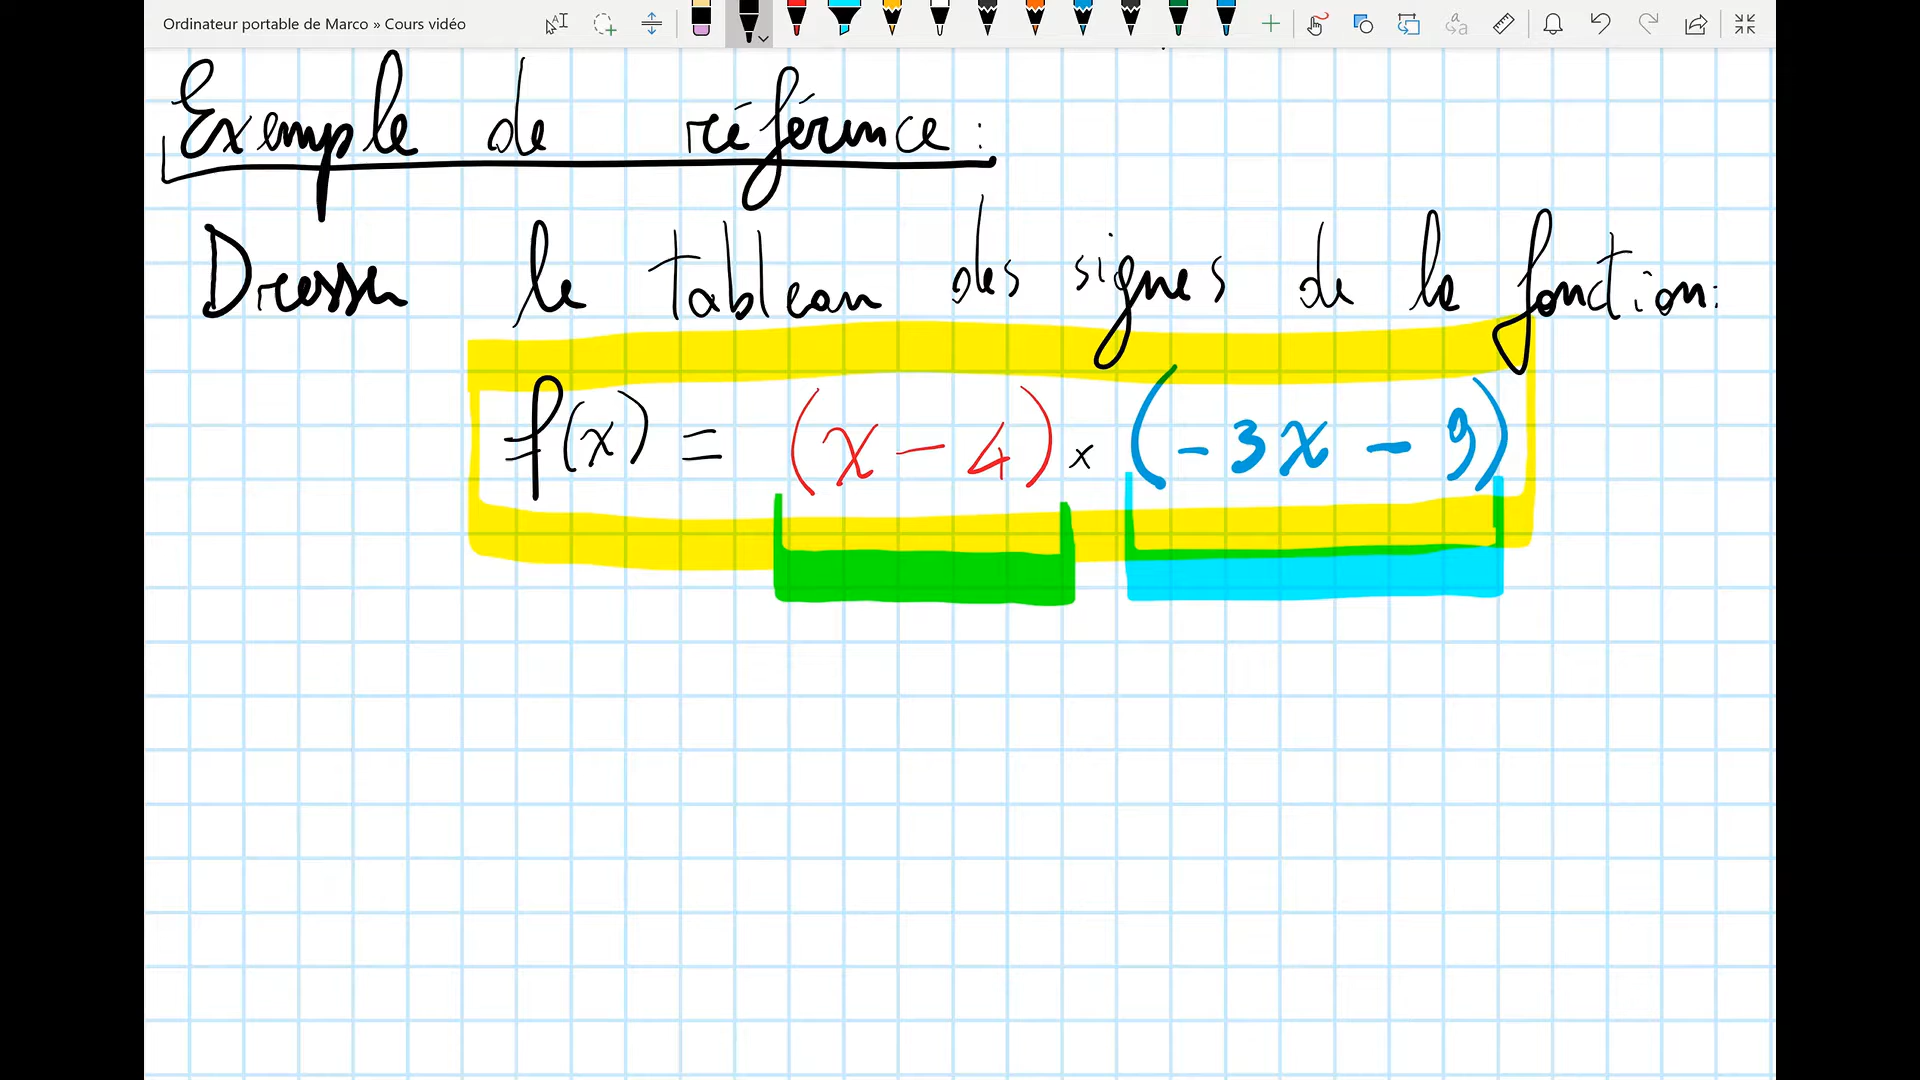 Ordinateur portable de Marco » Cours vidéo
Exemple de référence :
Dresser le tableau des signes de la fonction :
f(x) = (x - 4) × (-3x - 9)